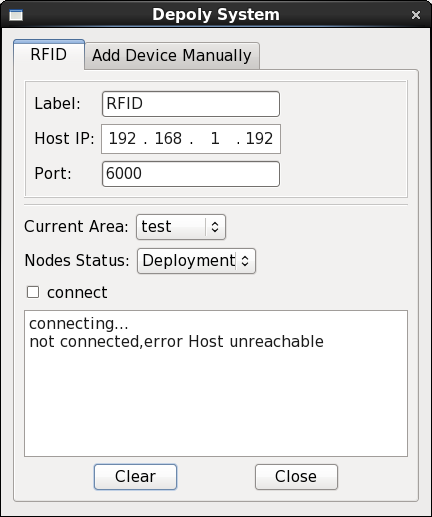 Depoly System
RFID
Add Device Manually
Label: RFID
Host IP: 192 . 168 . 1 . 192
Port: 6000
Current Area: test
Nodes Status: Deployment
connect
connecting...
not connected,error Host unreachable
Clear
Close